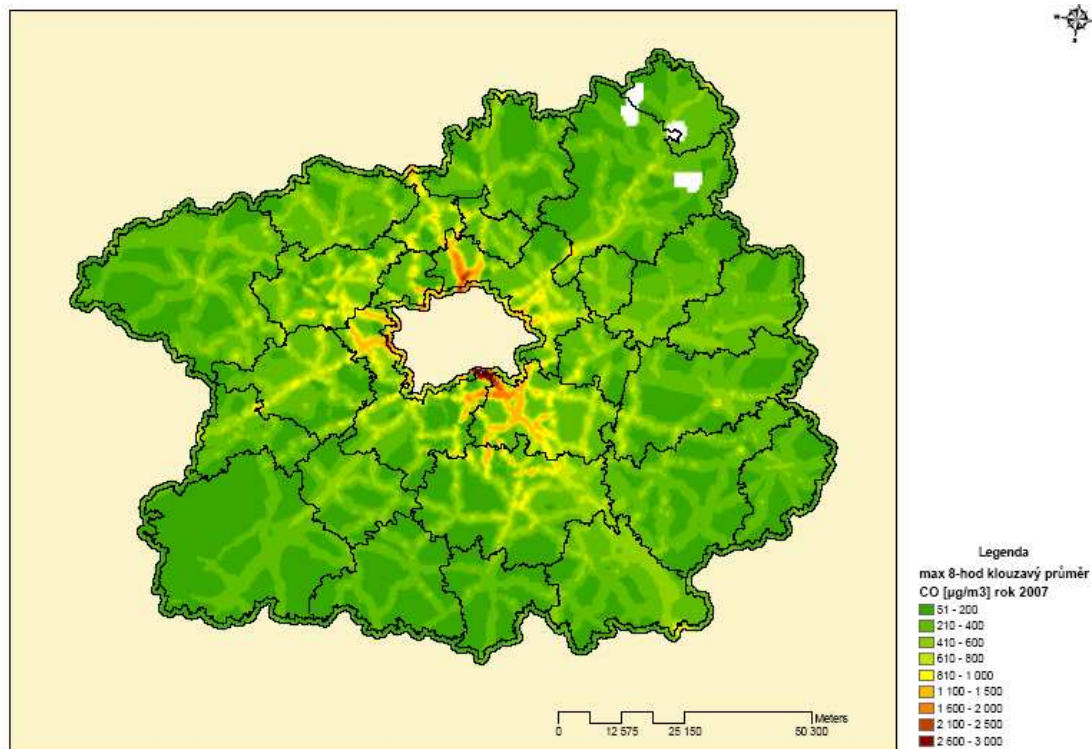 Legenda
max 8-hod klouzavý průměr
CO [µg/m3] rok 2007
51 - 200
210 - 400
410 - 600
610 - 800
810 - 1 000
1 100 - 1 500
1 600 - 2 000
2 100 - 2 500
2 600 - 3 000
Meters
0 12 575 25 150 50 300